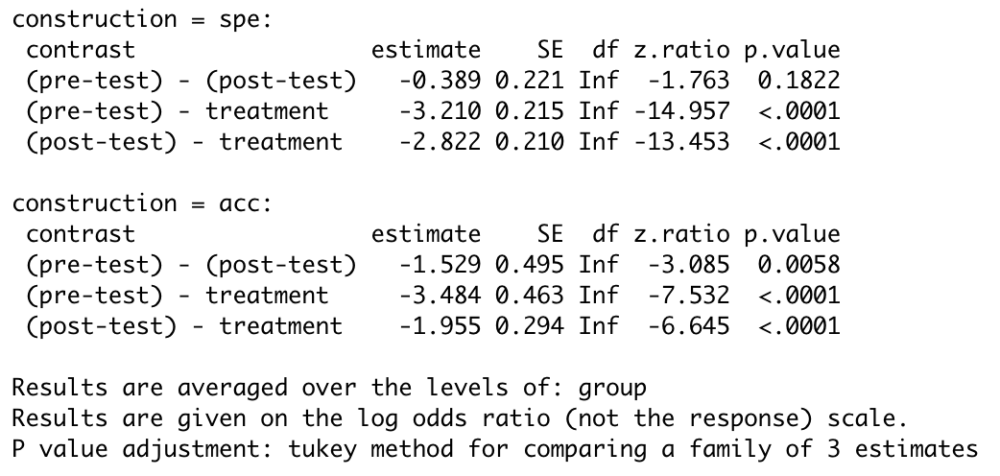 construction = spe:
 contrast                 estimate    SE  df z.ratio p.value
 (pre-test) - (post-test)   -0.389 0.221 Inf  -1.763  0.1822
 (pre-test) - treatment     -3.210 0.215 Inf -14.957  <.0001
 (post-test) - treatment    -2.822 0.210 Inf -13.453  <.0001

construction = acc:
 contrast                 estimate    SE  df z.ratio p.value
 (pre-test) - (post-test)   -1.529 0.495 Inf  -3.085  0.0058
 (pre-test) - treatment     -3.484 0.463 Inf  -7.532  <.0001
 (post-test) - treatment    -1.955 0.294 Inf  -6.645  <.0001

Results are averaged over the levels of: group
Results are given on the log odds ratio (not the response) scale.
P value adjustment: tukey method for comparing a family of 3 estimates